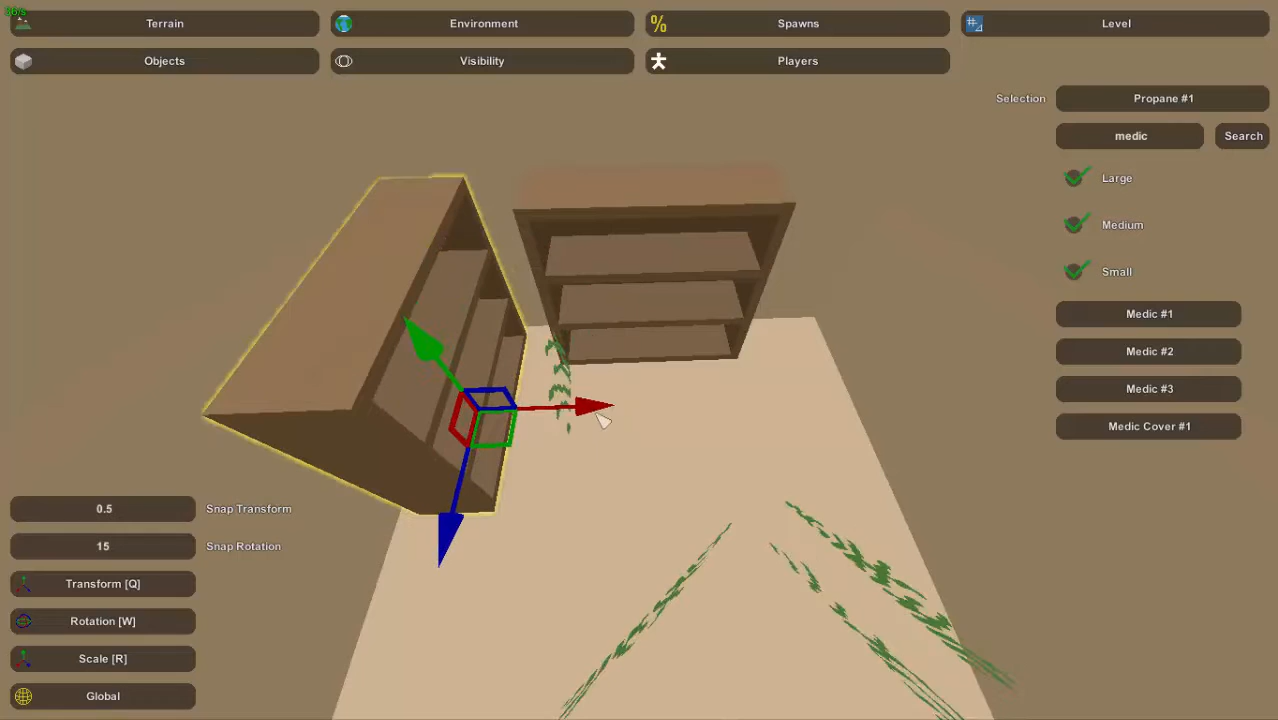 36/s
Terrain
Environment
Spawns
Level
Objects
Visibility
Players
Selection
Propane #1
medic
Search
Large
Medium
Small
Medic #1
Medic #2
Medic #3
Medic Cover #1
0.5
Snap Transform
15
Snap Rotation
Transform [Q]
Rotation [W]
Scale [R]
Global